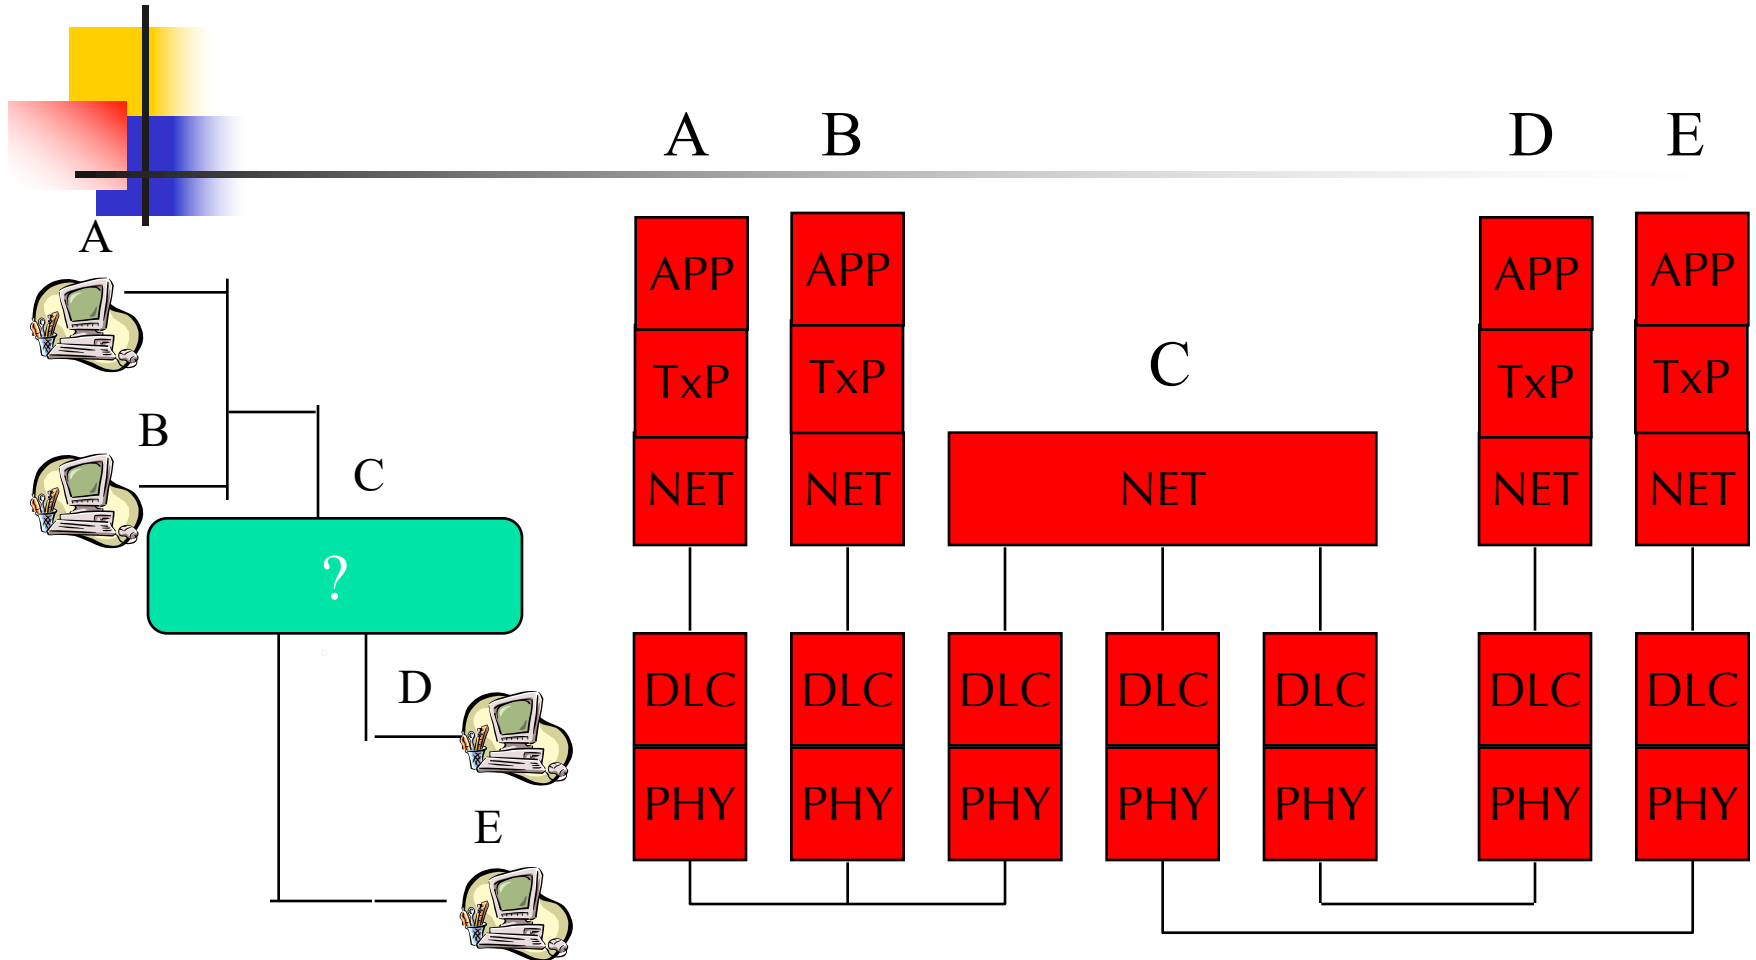 A B D E
A
APP APP APP APP
TxP TxP C TxP TxP
B
C
NET NET NET NET NET
?
D
DLC DLC DLC DLC DLC DLC DLC
PHY PHY PHY PHY PHY PHY PHY
E